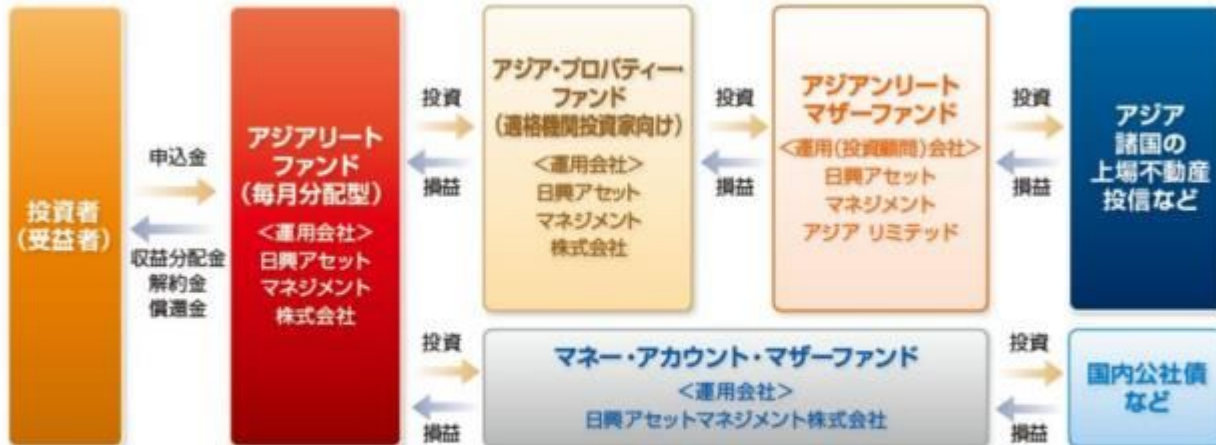 投資者
(受益者)
申込金
収益分配金
解約金
償還金
アジアリート
ファンド
(毎月分配型)
<運用会社>
日興アセット
マネジメント
株式会社
投資
損益
アジア・プロパティー・
ファンド
(適格機関投資家向け)
<運用会社>
日興アセット
マネジメント
株式会社
投資
損益
アジアンリート
マザーファンド
<運用(投資顧問)会社>
日興アセット
マネジメント
アジア リミテッド
投資
損益
アジア
諸国の
上場不動産
投信など
投資
損益
マネー・アカウント・マザーファンド
<運用会社>
日興アセットマネジメント株式会社
投資
損益
国内公社債
など